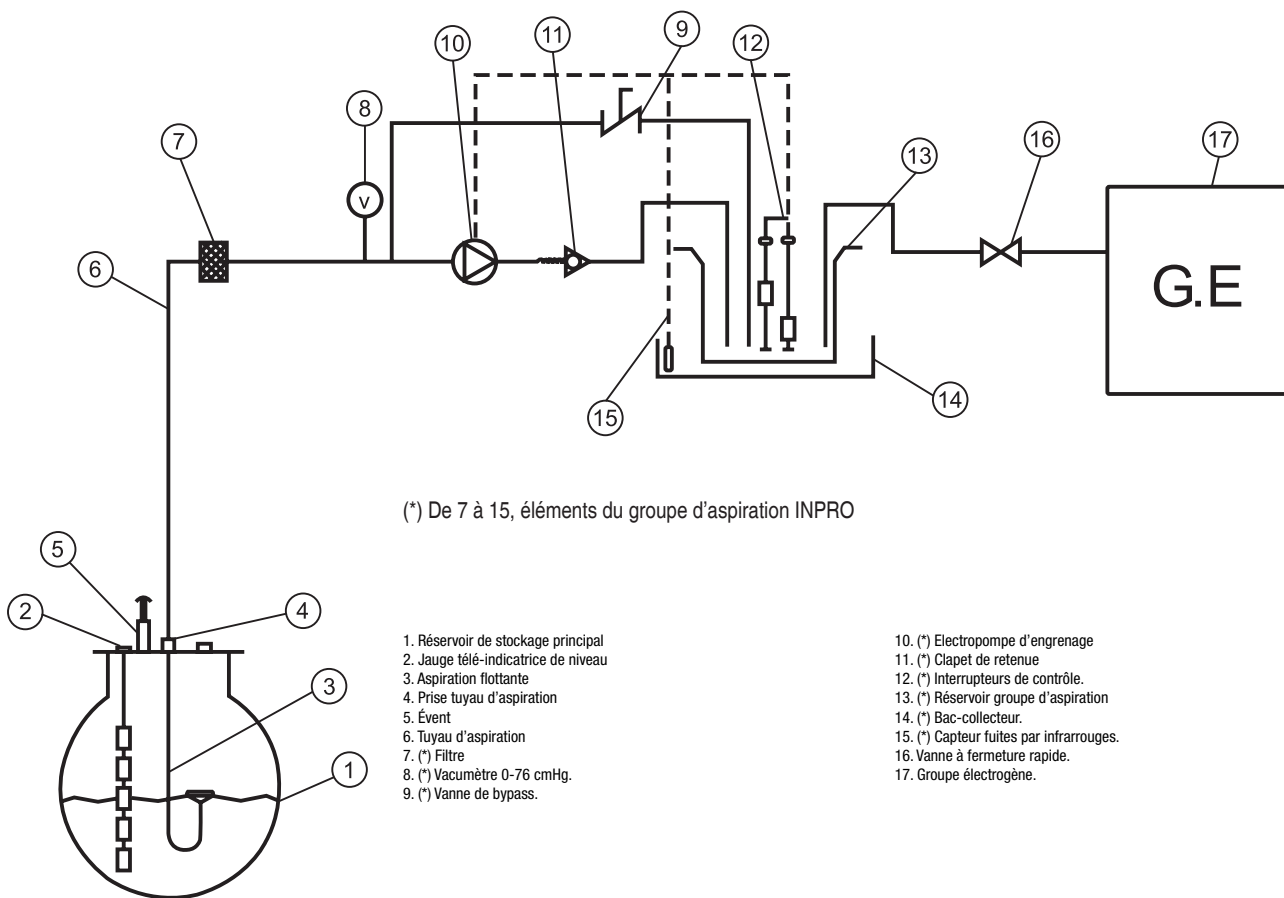 10
11
9
12
8
7
13
16
17
V
6
G.E
14
15
(*) De 7 à 15, éléments du groupe d'aspiration INPRO
5
2
4
3
1
1. Réservoir de stockage principal
2. Jauge télé-indicatrice de niveau
3. Aspiration flottante
4. Prise tuyau d'aspiration
5. Évent
6. Tuyau d'aspiration
7. (*) Filtre
8. (*) Vacumètre 0-76 cmHg.
9. (*) Vanne de bypass.
10. (*) Electropompe d'engrenage
11. (*) Clapet de retenue
12. (*) Interrupteurs de contrôle.
13. (*) Réservoir groupe d'aspiration
14. (*) Bac-collecteur.
15. (*) Capteur fuites par infrarrouges.
16. Vanne à fermeture rapide.
17. Groupe électrogène.